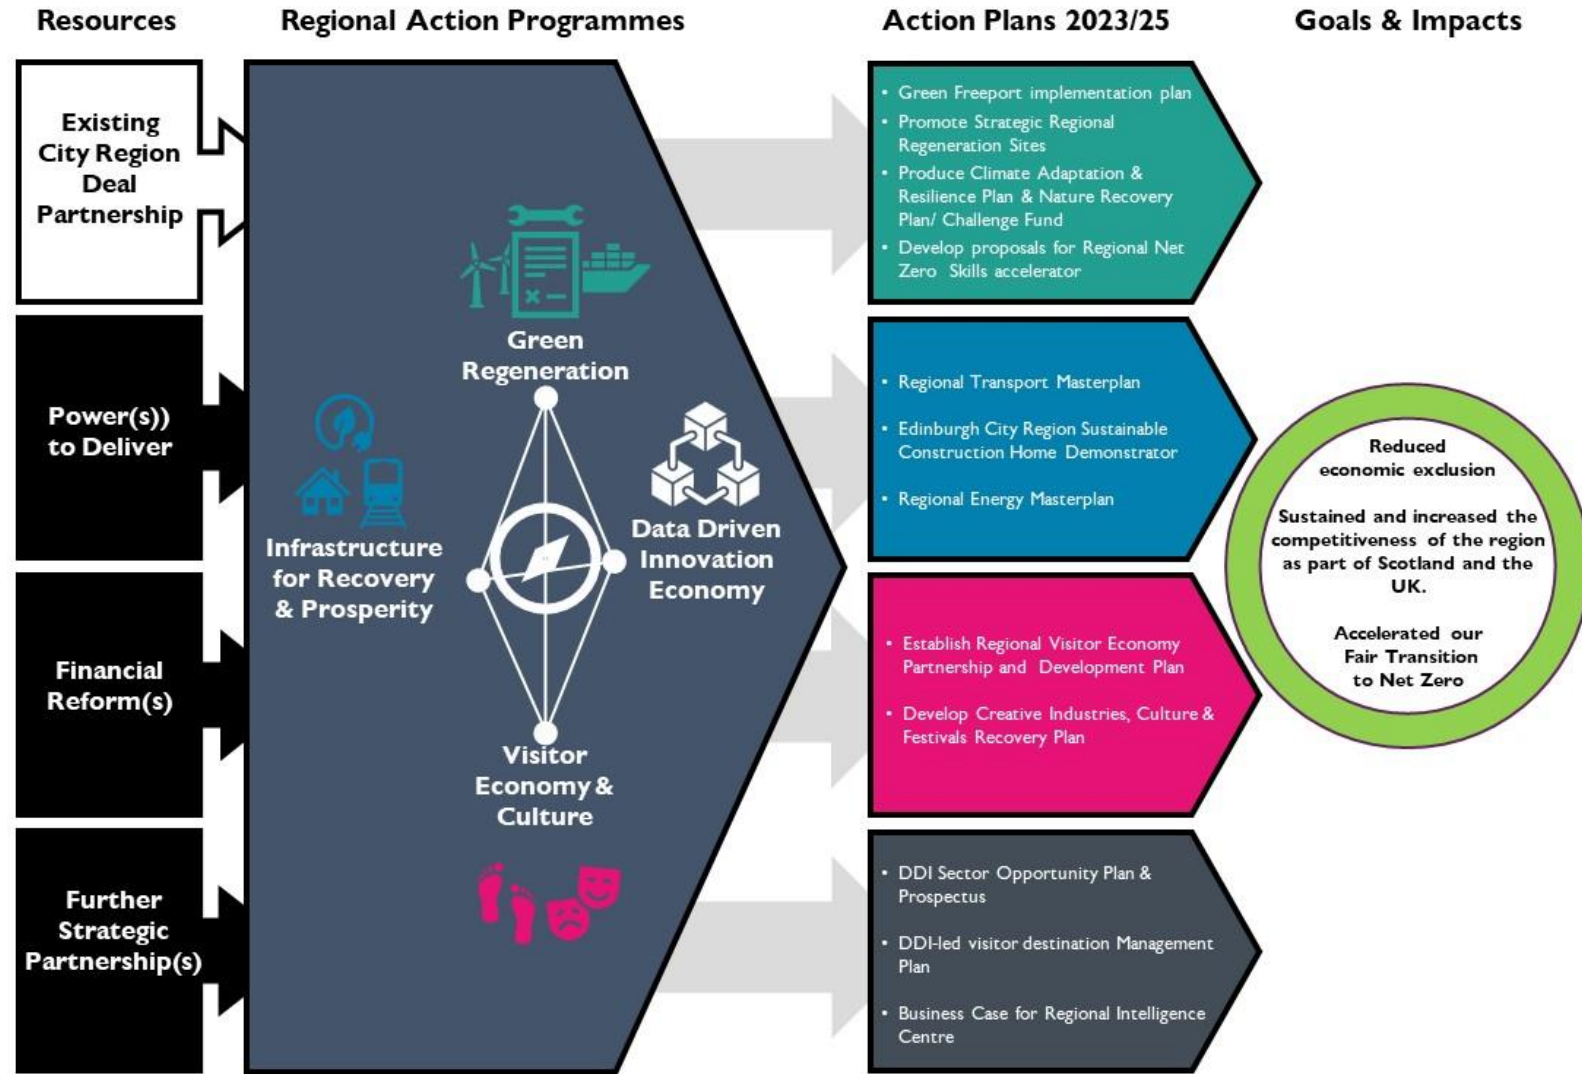 Resources
Regional Action Programmes
Action Plans 2023/25
Goals & Impacts
Existing
City Region
Deal
Partnership
Power(s))
to Deliver
Financial
Reform(s)
Further
Strategic
Partnership(s)
Green
Regeneration
Infrastructure
for Recovery
& Prosperity
Data Driven
Innovation
Economy
Visitor
Economy &
Culture
• Green Freeport implementation plan
• Promote Strategic Regional
Regeneration Sites
• Produce Climate Adaptation &
Resilience Plan & Nature Recovery
Plan/ Challenge Fund
• Develop proposals for Regional Net
Zero Skills accelerator
• Regional Transport Masterplan
• Edinburgh City Region Sustainable
Construction Home Demonstrator
• Regional Energy Masterplan
• Establish Regional Visitor Economy
Partnership and Development Plan
• Develop Creative Industries, Culture &
Festivals Recovery Plan
• DDI Sector Opportunity Plan &
Prospectus
• DDI-led visitor destination Management
Plan
• Business Case for Regional Intelligence
Centre
Reduced
economic exclusion
Sustained and increased the
competitiveness of the region
as part of Scotland and the
UK.
Accelerated our
Fair Transition
to Net Zero